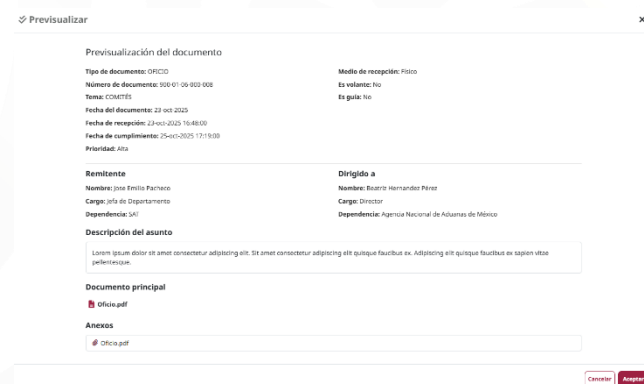 Previsualizar
Previsualización del documento
Tipo de documento: OFICIO
Medio de recepción: Físico
Número de documento: 900-01-06-003-008
Es volante: No
Tema: COMITÉS
Es guía: No
Fecha del documento: 23-oct-2025
Fecha de recepción: 23-oct-2025 16:48:00
Fecha de cumplimiento: 25-oct-2025 17:19:00
Prioridad: Alta
Remitente
Dirigido a
Nombre: Jose Emilio Pacheco
Nombre: Beatriz Hernandez Pérez
Cargo: Jefa de Departamento
Cargo: Director
Dependencia: SAT
Dependencia: Agencia Nacional de Aduanas de México
Descripción del asunto
Lorem ipsum dolor sit amet consectetur adipiscing elit. Sit amet consectetur adipiscing elit quisque faucibus ex. Adipiscing elit quisque faucibus ex sapien vitae
pellentesque.
Documento principal
Oficio.pdf
Anexos
Oficio.pdf
Cancelar
Aceptar